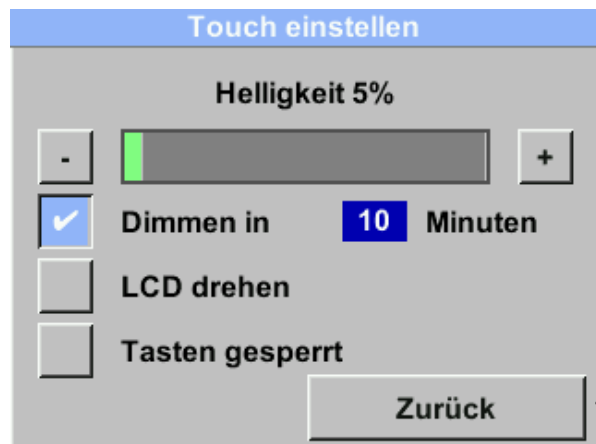 Touch einstellen
Helligkeit 5%
- +
Dimmen in 10 Minuten
LCD drehen
Tasten gesperrt
Zurück